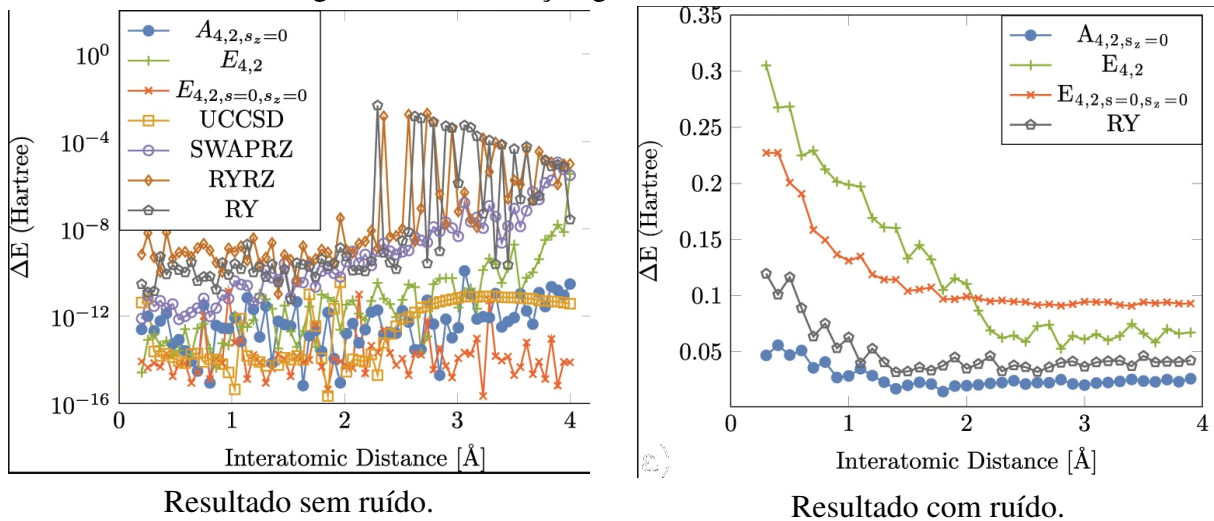 A_{4,2,s_z=0}
E_{4,2}
E_{4,2,s=0,s_z=0}
UCCSD
SWAPRZ
RYRZ
RY
10^0
10^{-4}
10^{-8}
10^{-12}
10^{-16}
ΔE (Hartree)
0 1 2 3 4
Interatomic Distance [Å]
Resultado sem ruído.
A_{4,2,s_z=0}
E_{4,2}
E_{4,2,s=0,s_z=0}
RY
0.35
0.3
0.25
0.2
0.15
0.1
0.05
ΔE (Hartree)
0 1 2 3 4
Interatomic Distance [Å]
Resultado com ruído.